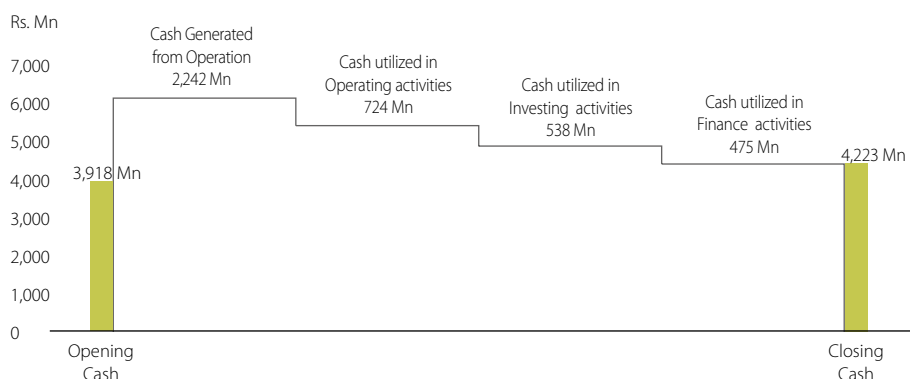 Rs. Mn
7,000
6,000
5,000
4,000
3,000
2,000
1,000
0
Cash Generated
from Operation
2,242 Mn
Cash utilized in
Operating activities
724 Mn
Cash utilized in
Investing activities
538 Mn
Cash utilized in
Finance activities
475 Mn
3,918 Mn
4,223 Mn
Opening
Cash
Closing
Cash